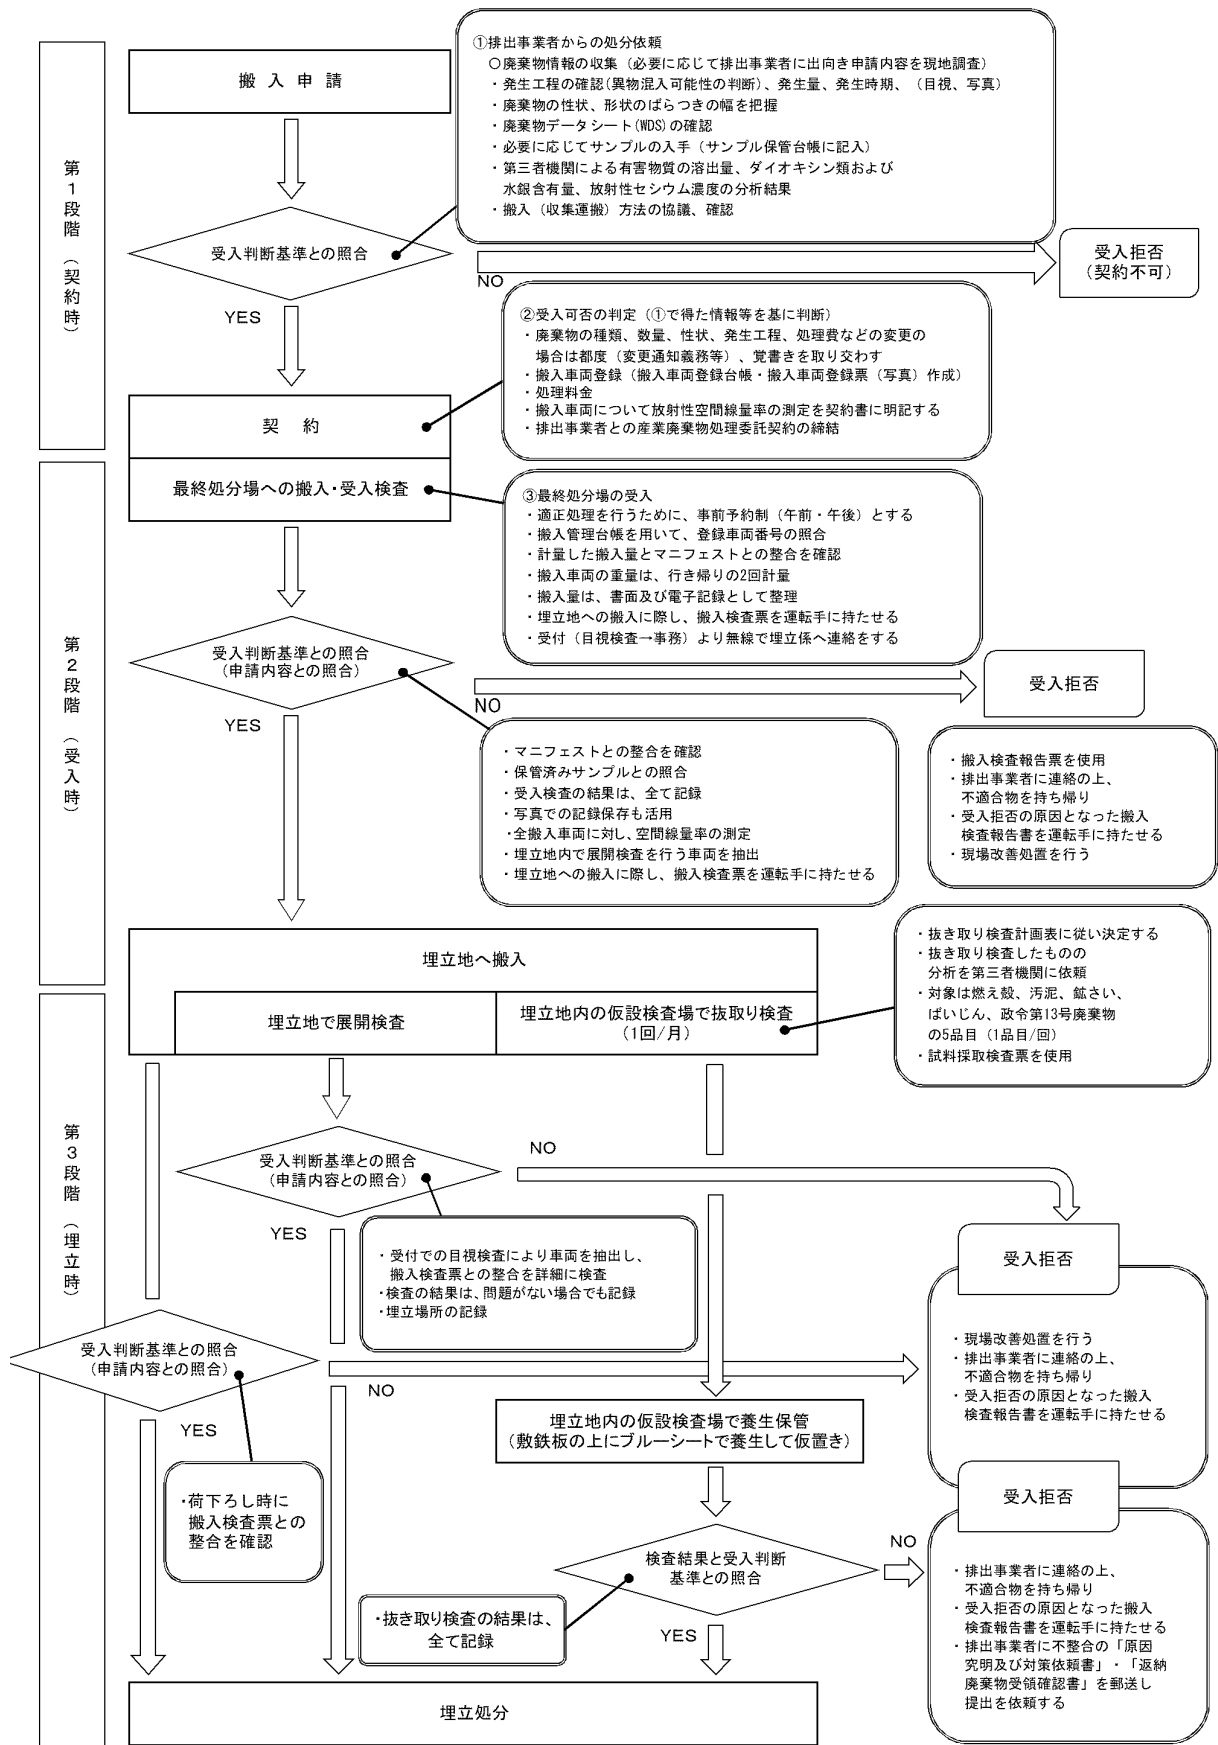 第1段階（契約時）
搬入申請
①排出事業者からの処分依頼
○廃棄物情報の収集（必要に応じて排出事業者に出向き申請内容を現地調査）
・発生工程の確認(異物混入可能性の判断)、発生量、発生時期、（目視、写真）
・廃棄物の性状、形状のばらつきの幅を把握
・廃棄物データシート(WDS)の確認
・必要に応じてサンプルの入手（サンプル保管台帳に記入）
・第三者機関による有害物質の溶出量、ダイオキシン類および
水銀含有量、放射性セシウム濃度の分析結果
・搬入（収集運搬）方法の協議、確認
受入判断基準との照合
NO
受入拒否
（契約不可）
YES
②受入可否の判定（①で得た情報等を基に判断）
・廃棄物の種類、数量、性状、発生工程、処理費などの変更の
場合は都度（変更通知義務等）、覚書きを取り交わす
・搬入車両登録（搬入車両登録台帳・搬入車両登録票（写真）作成）
・処理料金
・搬入車両について放射性空間線量率の測定を契約書に明記する
・排出事業者との産業廃棄物処理委託契約の締結
契約
第2段階（受入時）
最終処分場への搬入・受入検査
③最終処分場の受入
・適正処理を行うために、事前予約制（午前・午後）とする
・搬入管理台帳を用いて、登録車両番号の照合
・計量した搬入量とマニフェストとの整合を確認
・搬入車両の重量は、行き帰りの2回計量
・搬入量は、書面及び電子記録として整理
・埋立地への搬入に際し、搬入検査票を運転手に持たせる
・受付（目視検査→事務）より無線で埋立係へ連絡をする
受入判断基準との照合
(申請内容との照合)
NO
受入拒否
YES
・マニフェストとの整合を確認
・保管済みサンプルとの照合
・受入検査の結果は、全て記録
・写真での記録保存も活用
・全搬入車両に対し、空間線量率の測定
・埋立地内で展開検査を行う車両を抽出
・埋立地への搬入に際し、搬入検査票を運転手に持たせる
・搬入検査報告票を使用
・排出事業者に連絡の上、
不適合物を持ち帰り
・受入拒否の原因となった搬入
検査報告書を運転手に持たせる
・現場改善処置を行う
埋立地へ搬入
第3段階（埋立時）
埋立地で展開検査
埋立地内の仮設検査場で抜取り検査
(1回/月)
・抜き取り検査計画表に従い決定する
・抜き取り検査したものの
分析を第三者機関に依頼
・対象は燃え殻、汚泥、鉱さい、
ばいじん、政令第13号廃棄物
の5品目（1品目/回）
・試料採取検査票を使用
受入判断基準との照合
(申請内容との照合)
NO
YES
・受付での目視検査により車両を抽出し、
搬入検査票との整合を詳細に検査
・検査の結果は、問題がない場合でも記録
・埋立場所の記録
受入拒否
・現場改善処置を行う
・排出事業者に連絡の上、
不適合物を持ち帰り
・受入拒否の原因となった搬入
検査報告書を運転手に持たせる
受入判断基準との照合
(申請内容との照合)
NO
YES
・荷下ろし時に
搬入検査票との
整合を確認
埋立地内の仮設検査場で養生保管
(敷鉄板の上にブルーシートで養生して仮置き)
検査結果と受入判断
基準との照合
NO
受入拒否
・排出事業者に連絡の上、
不適合物を持ち帰り
・受入拒否の原因となった搬入
検査報告書を運転手に持たせる
・排出事業者に不整合の「原因
究明及び対策依頼書」・「返納
廃棄物受領確認書」を郵送し
提出を依頼する
・抜き取り検査の結果は、
全て記録
YES
埋立処分